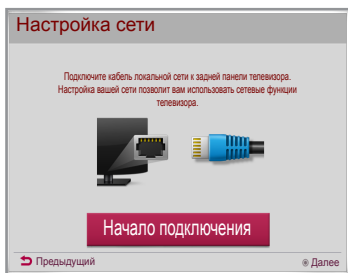 Настройка сети
Подключите кабель локальной сети к задней панели телевизора.
Настройка вашей сети позволит вам использовать сетевые функции
телевизора.
Начало подключения
Предыдущий
Далее